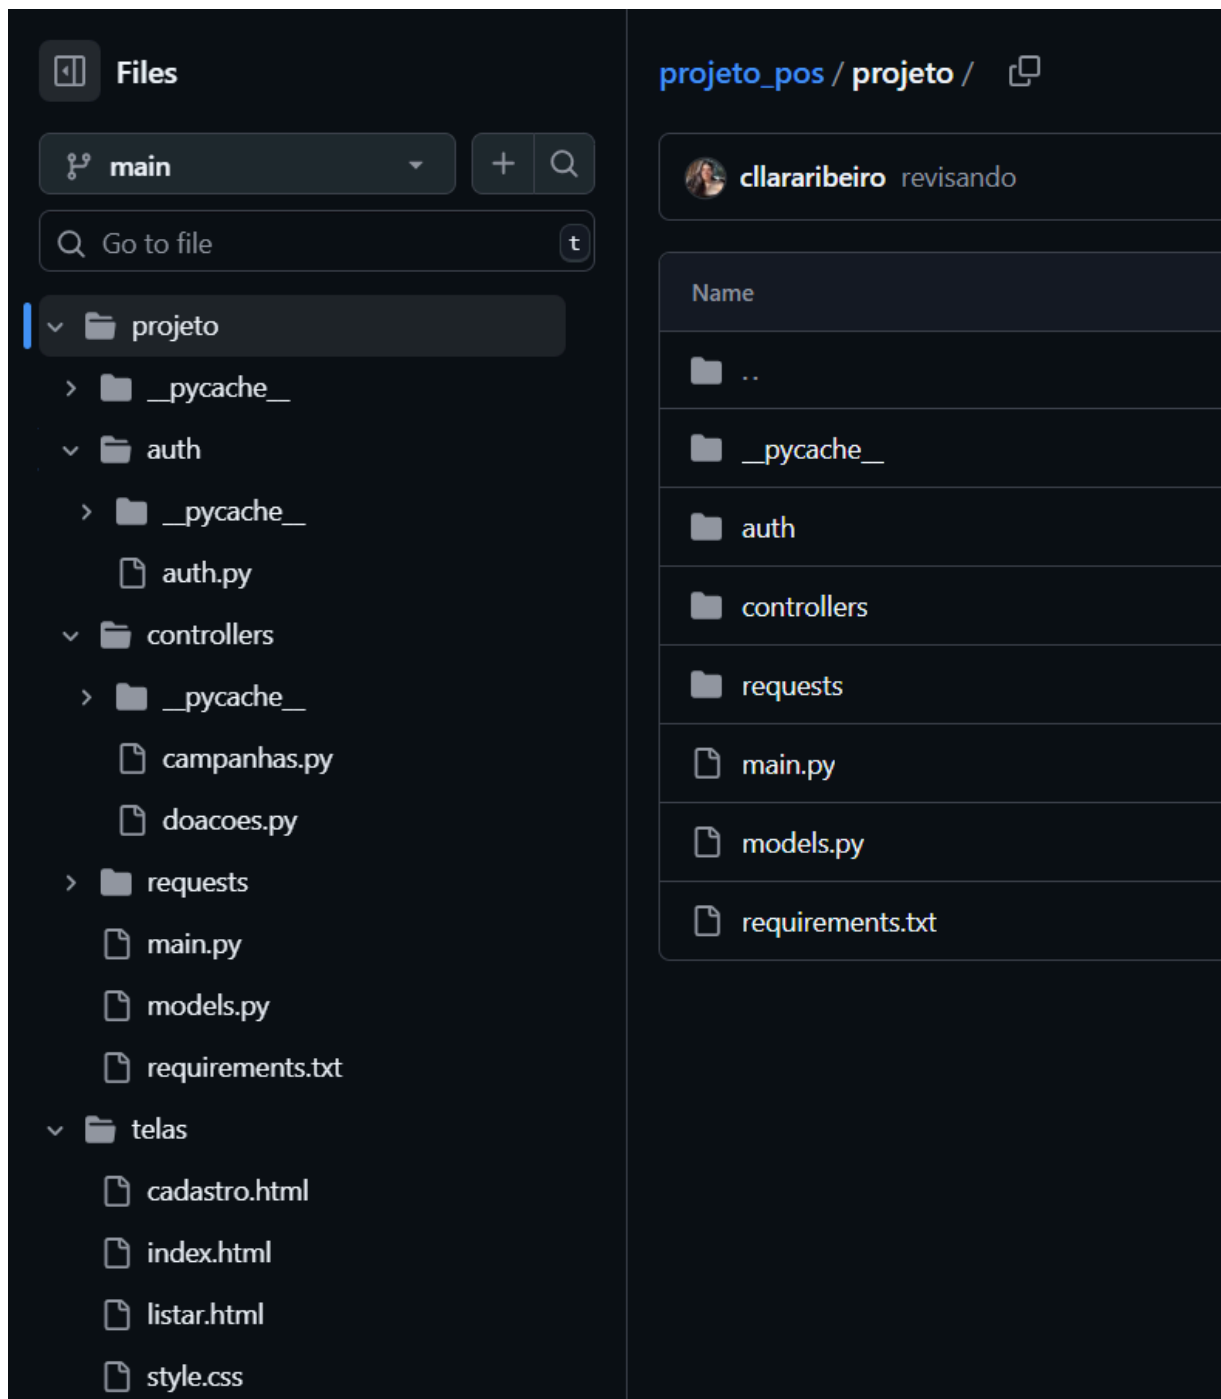 Files
main
Go to file
t
projeto
__pycache__
auth
__pycache__
auth.py
controllers
__pycache__
campanhas.py
doacoes.py
requests
main.py
models.py
requirements.txt
telas
cadastro.html
index.html
listar.html
style.css
projeto_pos / projeto /
cllararibeiro revisando
Name
..
__pycache__
auth
controllers
requests
main.py
models.py
requirements.txt